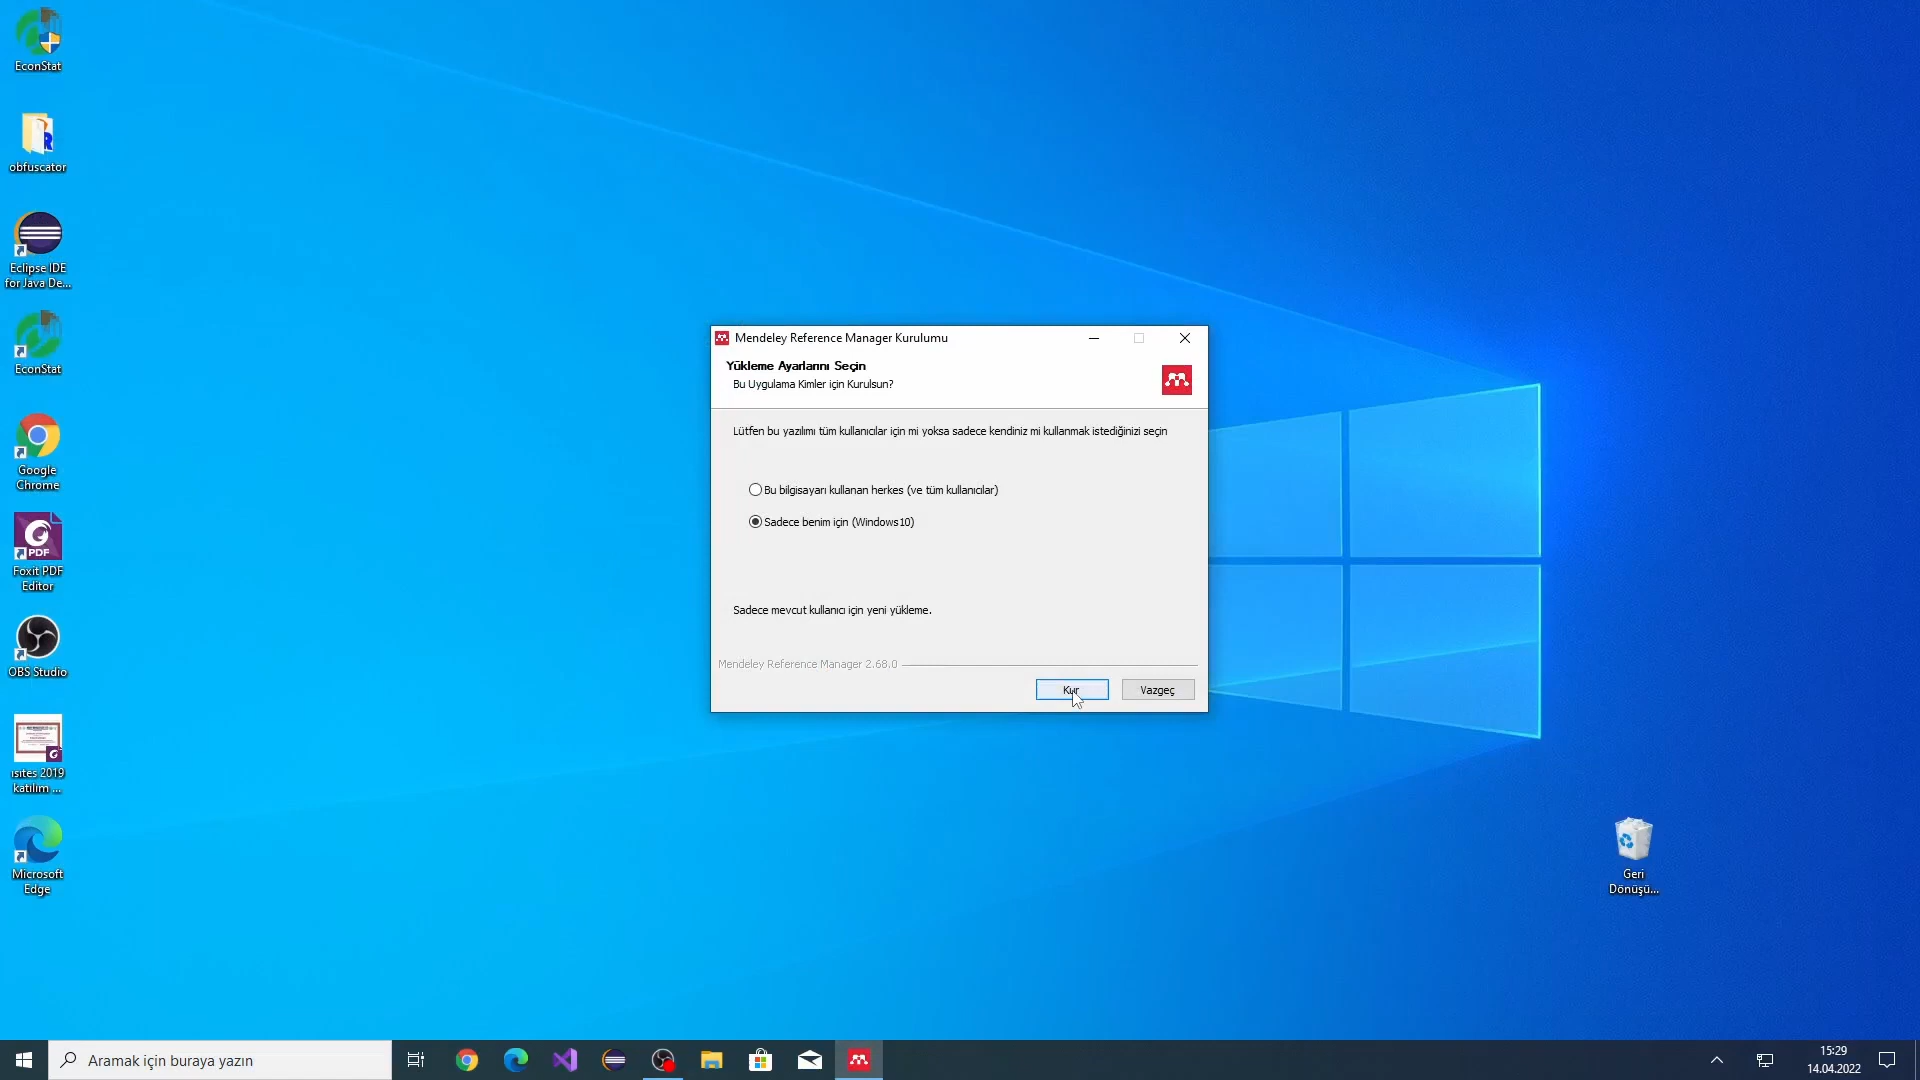 EconStat
obfuscator
Eclipse IDE
for Java De...
EconStat
Google
Chrome
PDF
Foxit PDF
Editor
OBS Studio
isites 2019
katılım ...
Microsoft
Edge
Mendeley Reference Manager Kurulumu
Yükleme Ayarlarını Seçin
Bu Uygulama Kimler için Kurulsun?
Lütfen bu yazılımı tüm kullanıcılar için mi yoksa sadece kendiniz mi kullanmak istediğinizi seçin
Bu bilgisayarı kullanan herkes (ve tüm kullanıcılar)
Sadece benim için (Windows10)
Sadece mevcut kullanıcı için yeni yükleme.
Mendeley Reference Manager 2.68.0
Kur
Vazgeç
Geri
Dönüşü...
Aramak için buraya yazın
15:29
14.04.2022